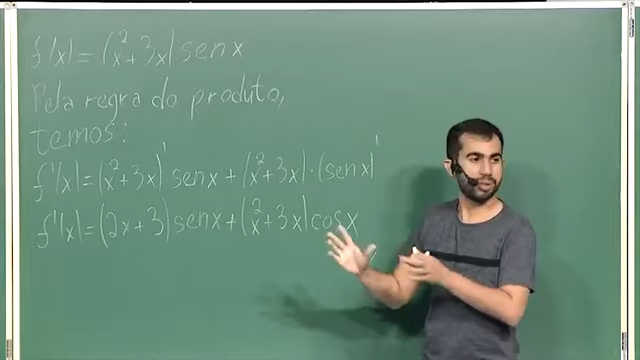 f(x) = (x² + 3x) sen x
Pela regra do produto,
temos:
f'(x) = (x² + 3x)' · sen x + (x² + 3x) · (sen x)'
f'(x) = (2x + 3) sen x + (x² + 3x) cos x